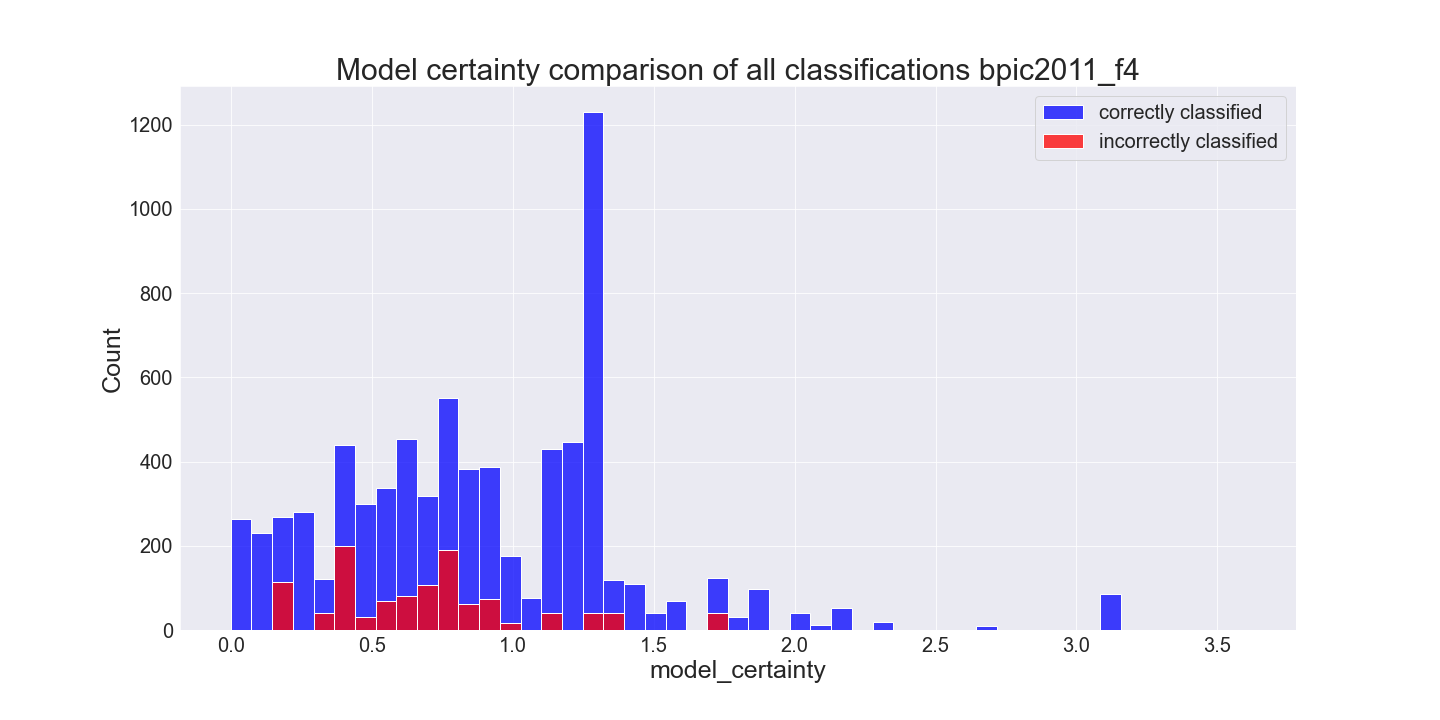 Model certainty comparison of all classifications bpic2011_f4
correctly classified
incorrectly classified
Count
1200
1000
800
600
400
200
0
0.0 0.5 1.0 1.5 2.0 2.5 3.0 3.5
model_certainty